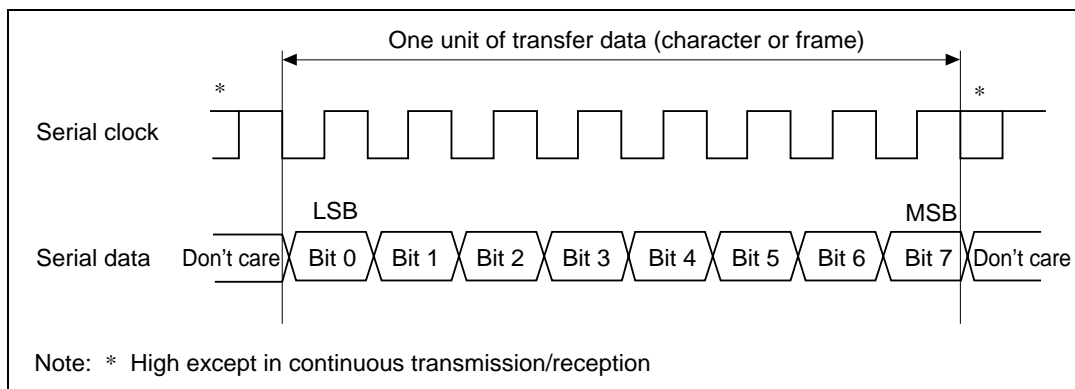 One unit of transfer data (character or frame)
* *
Serial clock
LSB MSB
Serial data Don't care Bit 0 Bit 1 Bit 2 Bit 3 Bit 4 Bit 5 Bit 6 Bit 7 Don't care
Note: * High except in continuous transmission/reception